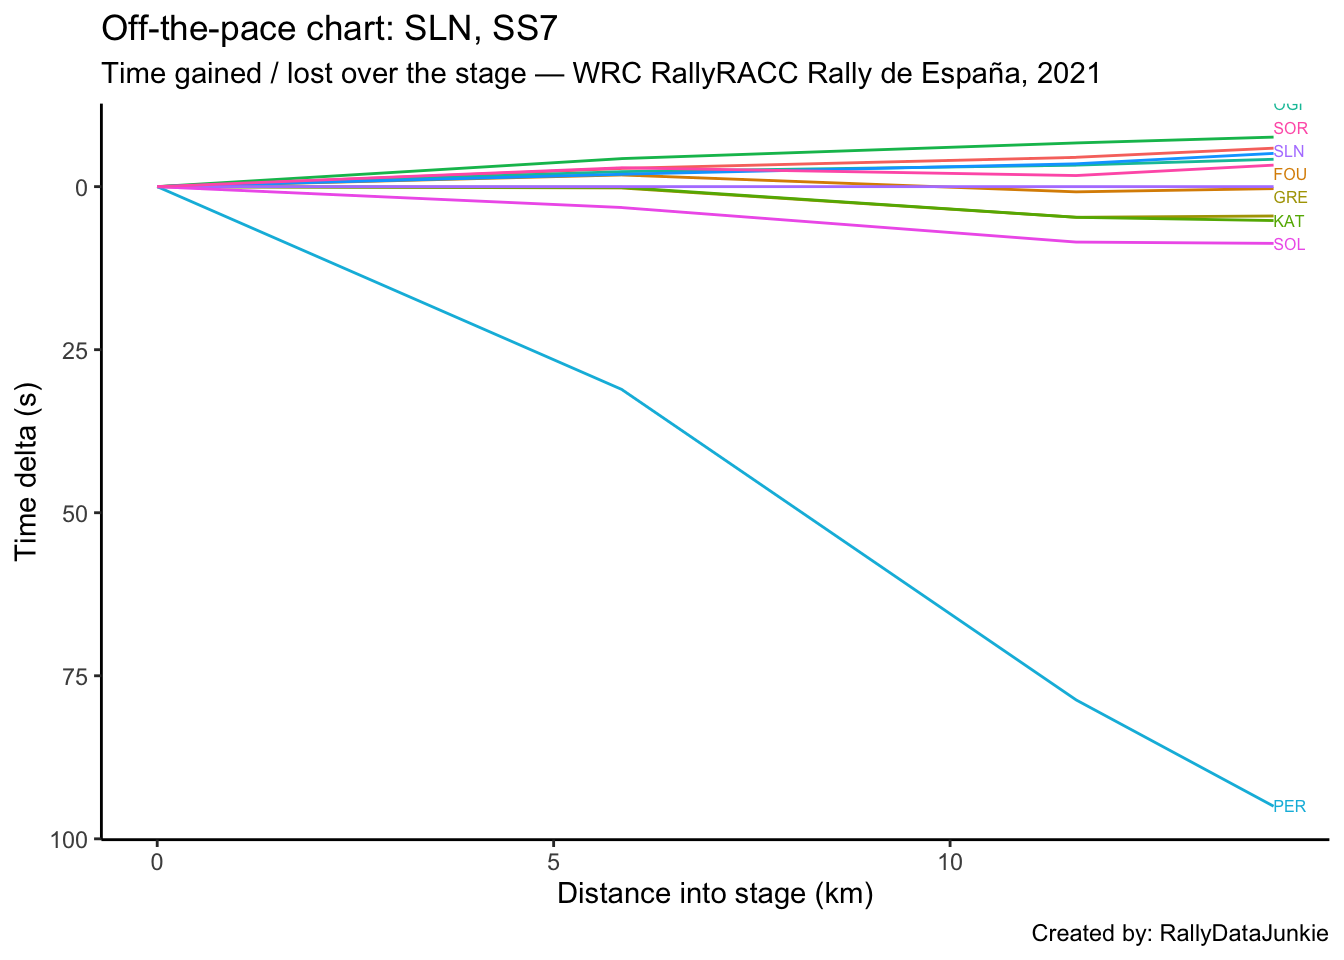 Off-the-pace chart: SLN, SS7
Time gained / lost over the stage — WRC RallyRACC Rally de España, 2021
SOR
SLN
FOU
GRE
KAT
SOL
PER
0
25
50
75
100
Time delta (s)
0
5
10
Distance into stage (km)
Created by: RallyDataJunkie